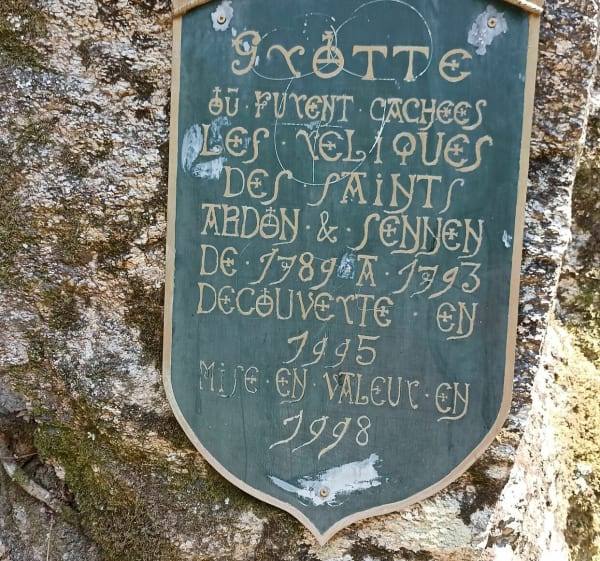 GROTTE
OÙ · FURENT · CACHEES
LES · RELIQUES
DES SAINTS
ABDON · & · SENNEN
DE · 1789 A · 1793
DECOUVERTE · EN
1995
MISE · EN · VALEUR · EN
1998